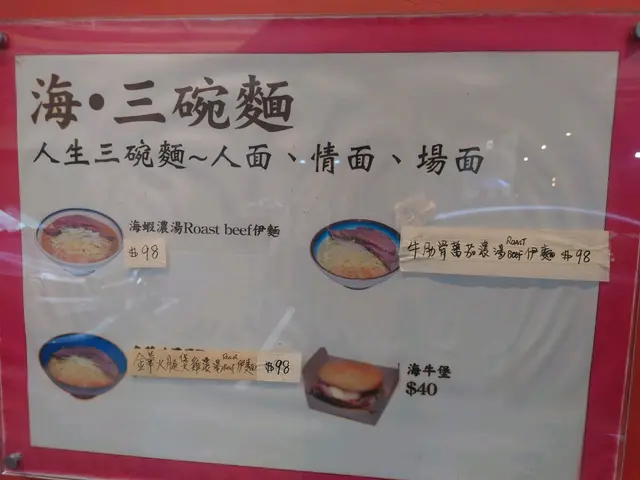 海•三碗麵
人生三碗麵~人面、情面、場面
海蝦濃湯Roast beef伊麵
$98
牛肋骨蕃茄濃湯Roast Beef伊麵 $98
金華火腿煲雞濃湯Roast Beef伊麵 $98
海牛堡
$40